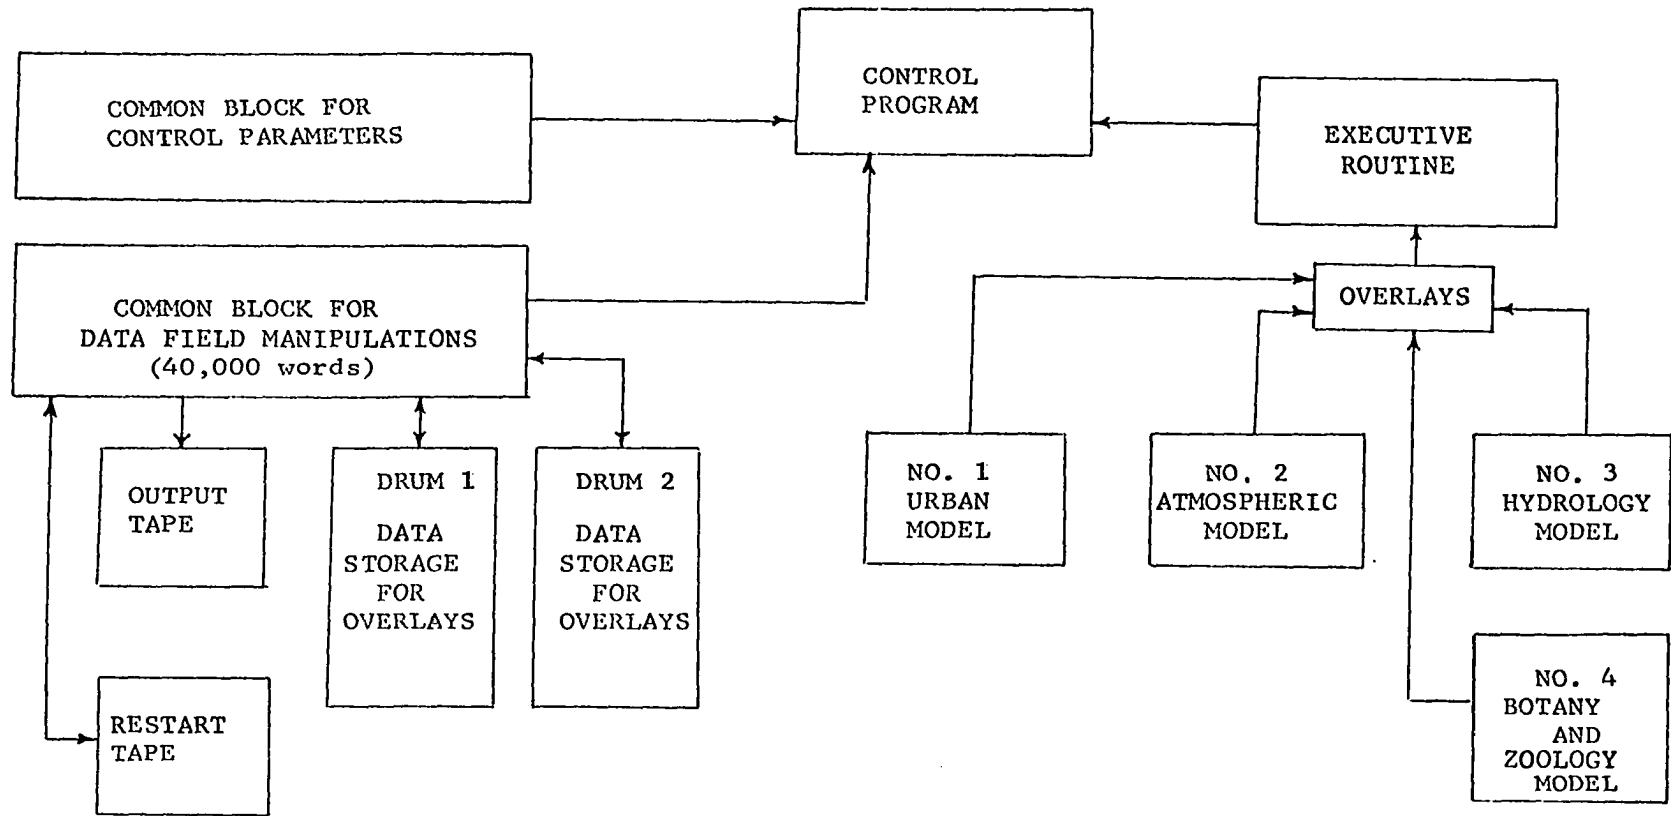 CONTROL
PROGRAM
COMMON BLOCK FOR
CONTROL PARAMETERS
EXECUTIVE
ROUTINE
COMMON BLOCK FOR
DATA FIELD MANIPULATIONS
(40,000 words)
OVERLAYS
OUTPUT
TAPE
DRUM 1
DATA
STORAGE
FOR
OVERLAYS
DRUM 2
DATA
STORAGE
FOR
OVERLAYS
NO. 1
URBAN
MODEL
NO. 2
ATMOSPHERIC
MODEL
NO. 3
HYDROLOGY
MODEL
RESTART
TAPE
NO. 4
BOTANY
AND
ZOOLOGY
MODEL